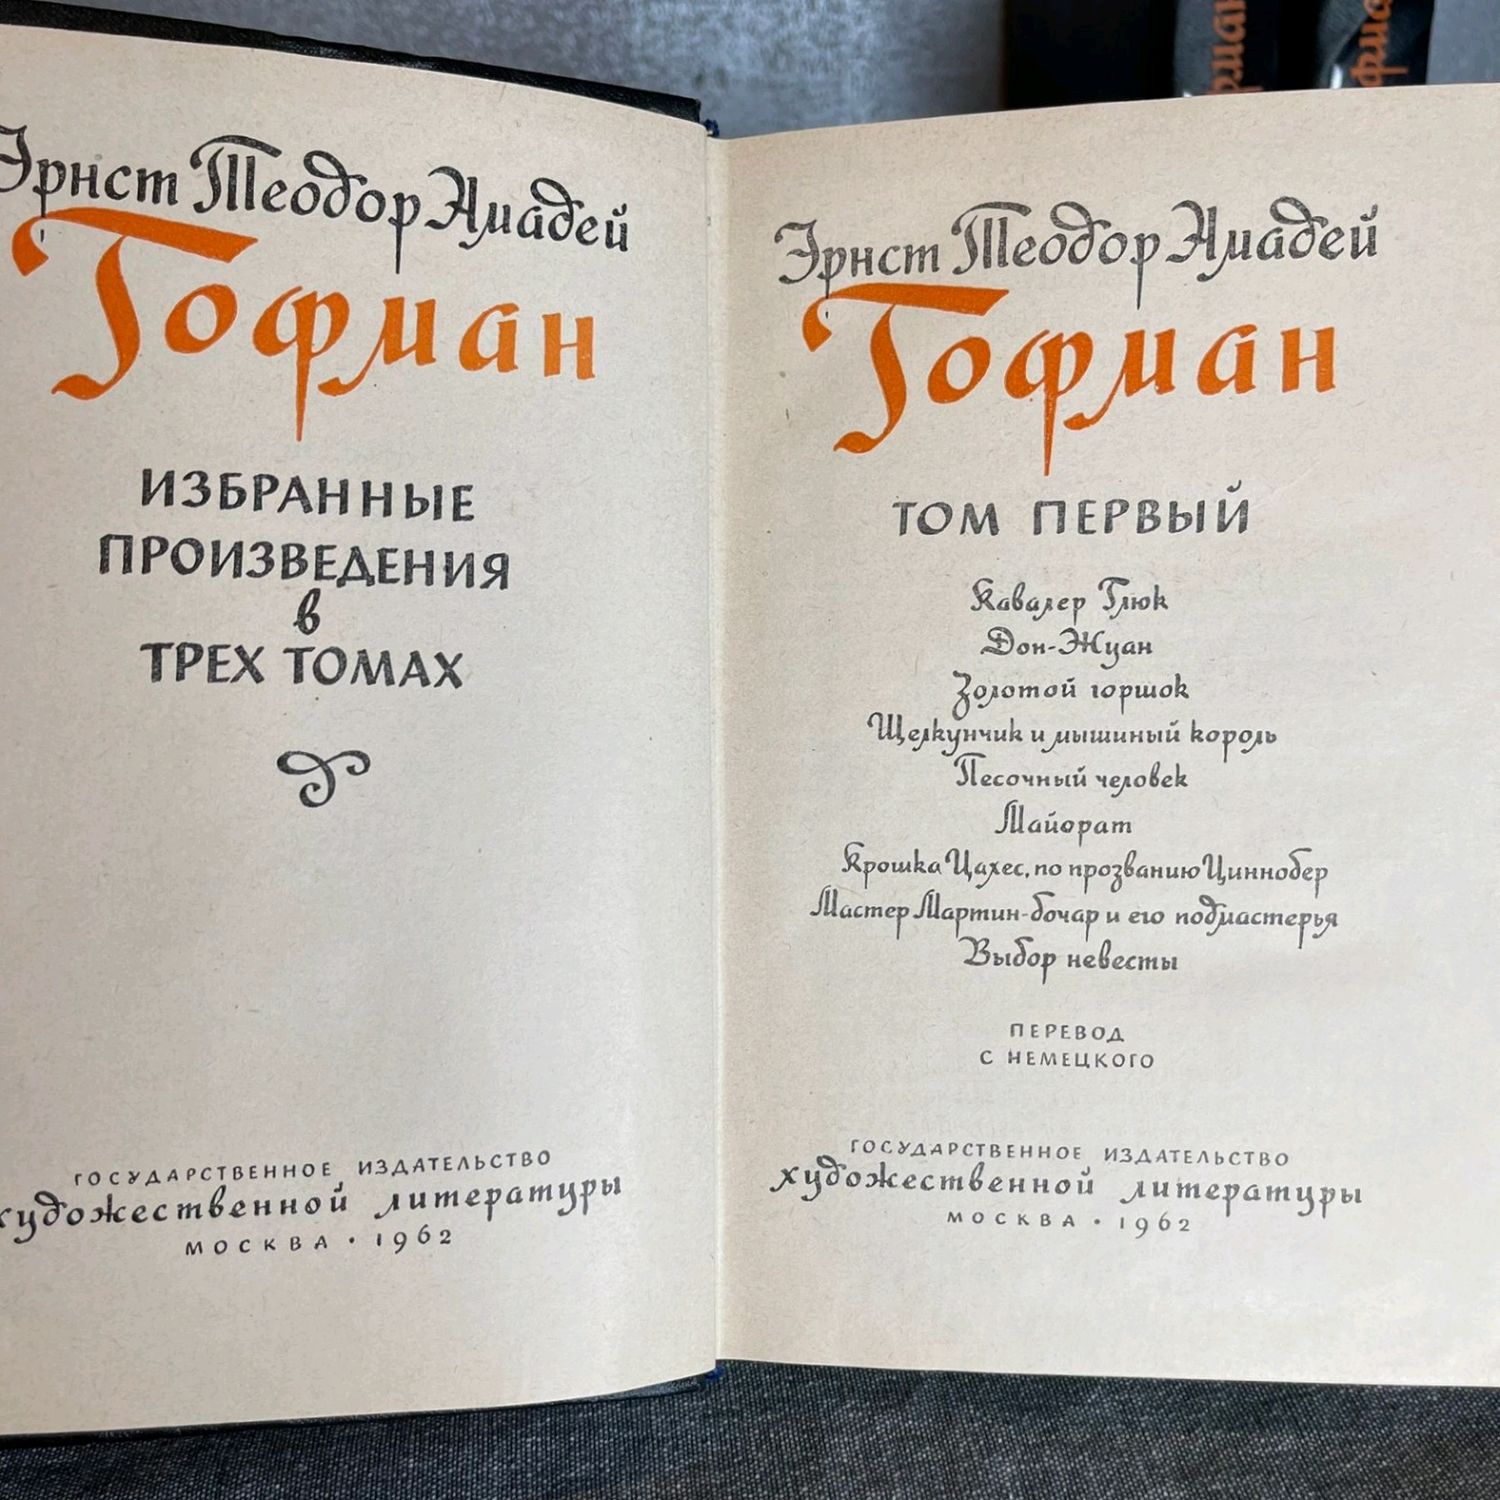 Эрнст Теодор Амадей
Гофман
ИЗБРАННЫЕ
ПРОИЗВЕДЕНИЯ
в
ТРЕХ ТОМАХ
ГОСУДАРСТВЕННОЕ ИЗДАТЕЛЬСТВО
художественной литературы
МОСКВА • 1962
Эрнст Теодор Амадей
Гофман
ТОМ ПЕРВЫЙ
Кавалер Глюк
Дон-Жуан
Золотой горшок
Щелкунчик и мышиный король
Песочный человек
Майорат
Крошка Цахес, по прозванию Циннобер
Мастер Мартин-бочар и его подмастерья
Выбор невесты
ПЕРЕВОД
С НЕМЕЦКОГО
ГОСУДАРСТВЕННОЕ ИЗДАТЕЛЬСТВО
художественной литературы
МОСКВА • 1962